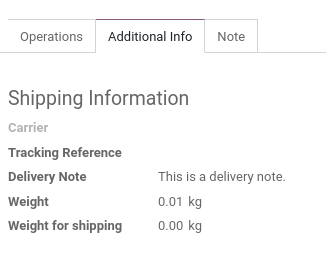 Operations Additional Info Note
Shipping Information
Carrier
Tracking Reference
Delivery Note This is a delivery note.
Weight 0.01 kg
Weight for shipping 0.00 kg